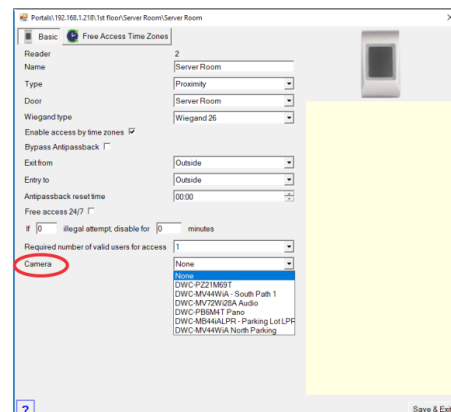 Portals\192.168.1.218\1st floor\Server Room\Server Room
Basic Free Access Time Zones
Reader 2
Name Server Room
Type Proximity
Door Server Room
Wiegand type Wiegand 26
Enable access by time zones
Bypass Antipassback
Exit from Outside
Entry to Outside
Antipassback reset time 00:00
Free access 24/7
If 0 illegal attempt, disable for 0 minutes
Required number of valid users for access 1
Camera None
None
DWC-PZ21M69T
DWC-MV44WiA - South Path 1
DWC-MV72Wi28A Audio
DWC-PB6M4T Pano
DWC-MB44iALPR - Parking Lot LPR
DWC-MV44WiA North Parking
? Save & Exit